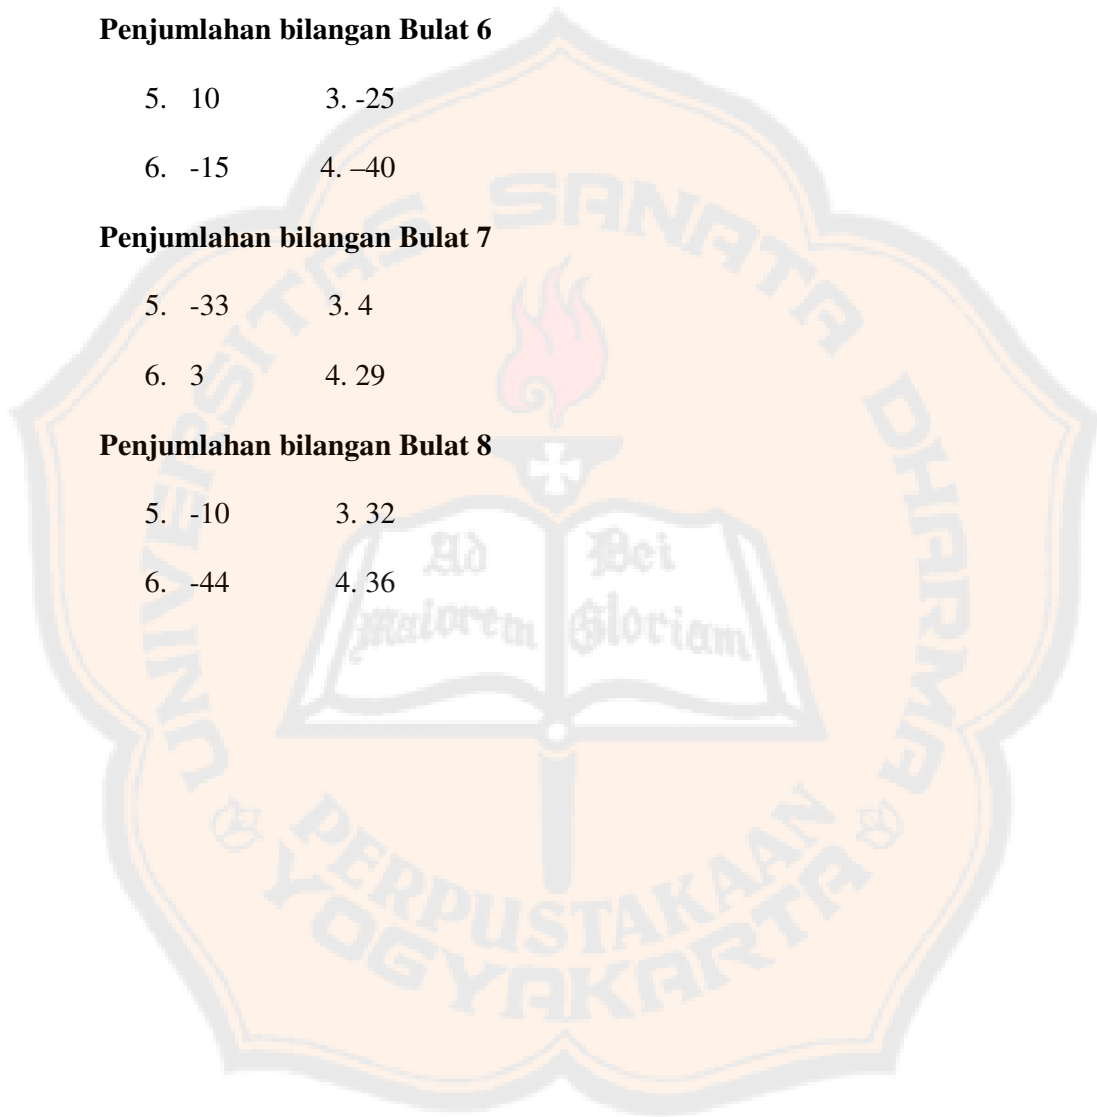 Penjumlahan bilangan Bulat 6
5. 10 3. -25
6. -15 4. –40
Penjumlahan bilangan Bulat 7
5. -33 3. 4
6. 3 4. 29
Penjumlahan bilangan Bulat 8
5. -10 3. 32
6. -44 4. 36
UNIVERSITAS SANATA DHARMA
Ad Dei
Maiorem Gloriam
PERPUSTAKAAN
YOGYAKARTA